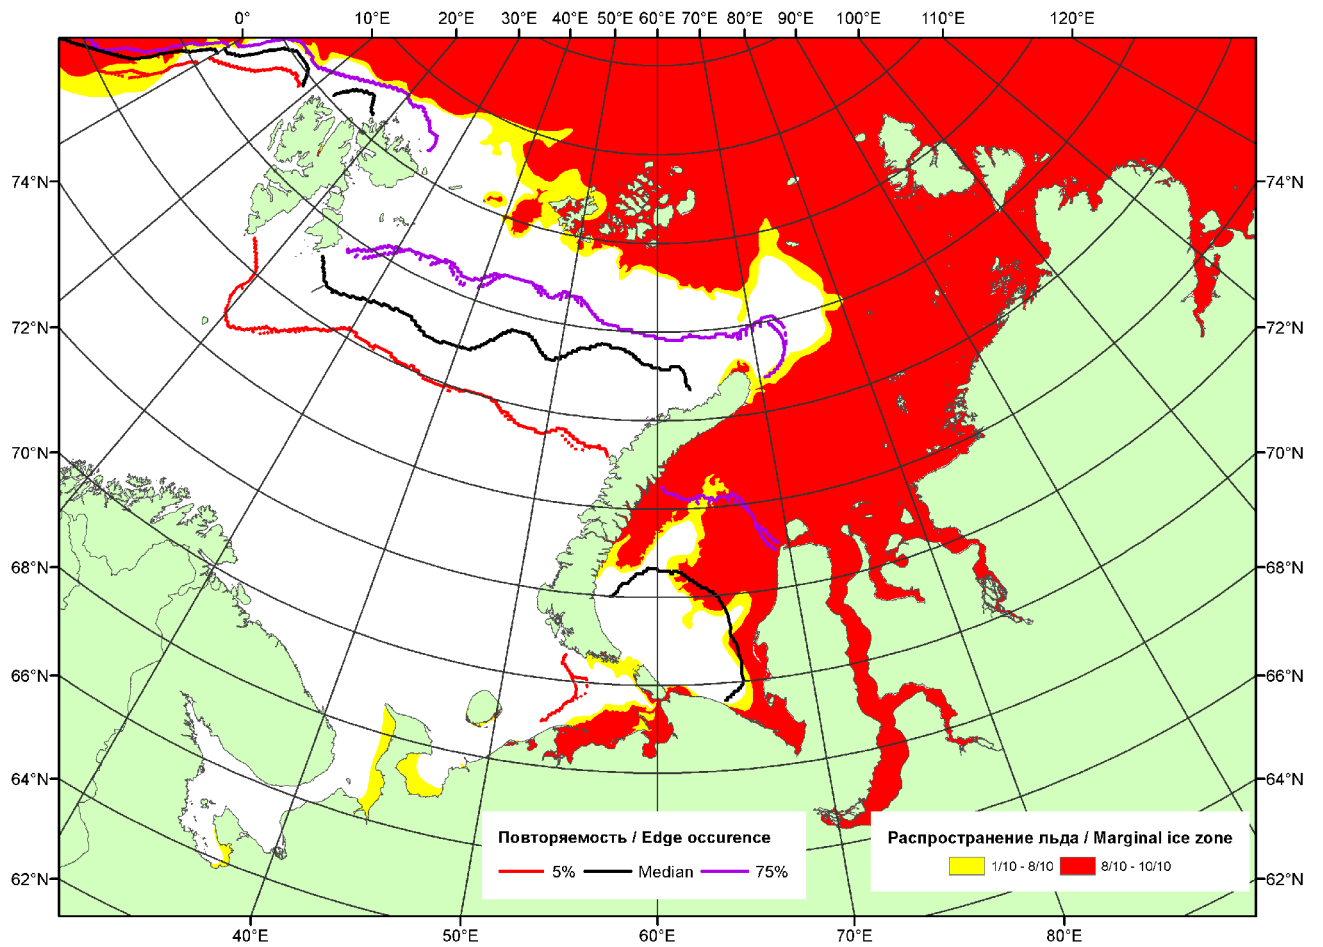 0° 10°E 20°E 30°E 40°E 50°E 60°E 70°E 80°E 90°E 100°E 110°E 120°E
74°N 74°N
72°N 72°N
70°N 70°N
68°N 68°N
66°N 66°N
64°N 64°N
62°N 62°N
Повторяемость / Edge occurence
5% Median 75%
Распространение льда / Marginal ice zone
1/10 - 8/10 8/10 - 10/10
40°E 50°E 60°E 70°E 80°E